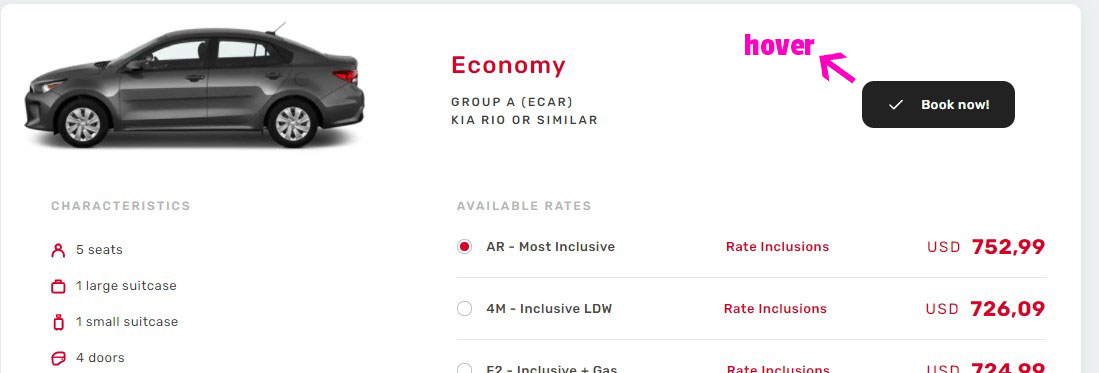 hover
Economy
GROUP A (ECAR)
KIA RIO OR SIMILAR
Book now!
CHARACTERISTICS
5 seats
1 large suitcase
1 small suitcase
4 doors
AVAILABLE RATES
AR - Most Inclusive Rate Inclusions USD 752,99
4M - Inclusive LDW Rate Inclusions USD 726,09
F2 - Inclusive + Gas Rate Inclusions USD 724,99